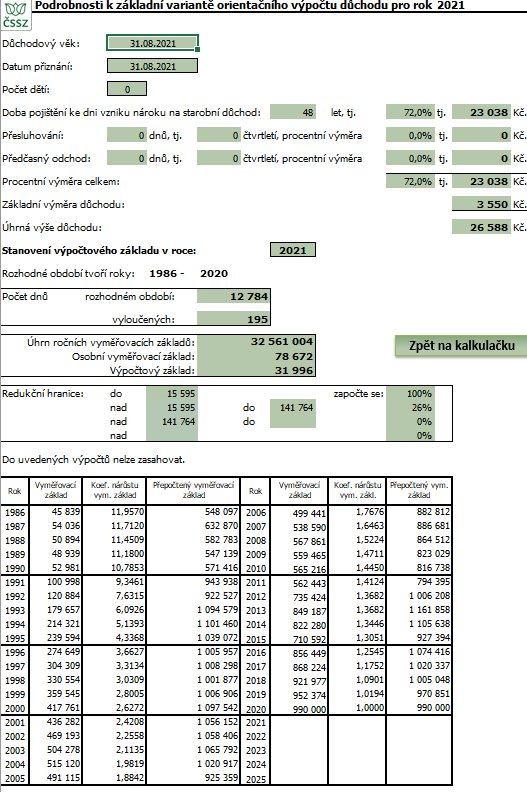 Podrobnosti k základní variantě orientačního výpočtu důchodu pro rok 2021
ČSSZ
Důchodový věk: 31.08.2021
Datum přiznání: 31.08.2021
Počet dětí: 0
Doba pojištění ke dni vzniku nároku na starobní důchod: 48 let, tj. 72,0% tj. 23 038 Kč.
Přesluhování: 0 dnů, tj. 0 čtvrtletí, procentní výměra 0,0% tj. 0 Kč.
Předčasný odchod: 0 dnů, tj. 0 čtvrtletí, procentní výměra 0,0% tj. 0 Kč.
Procentní výměra celkem: 72,0% tj. 23 038 Kč.
Základní výměra důchodu: 3 550 Kč.
Úhrná výše důchodu: 26 588 Kč.
Stanovení výpočtového základu v roce: 2021
Rozhodné období tvoří roky: 1986 - 2020
Počet dnů rozhodném období: 12 784
vyloučených: 195
Úhrn ročních vyměřovacích základů: 32 561 004
Osobní vyměřovací základ: 78 672
Výpočtový základ: 31 996
Zpět na kalkulačku
Redukční hranice: do 15 595 započte se: 100%
nad 15 595 do 141 764 26%
nad 141 764 do 0%
nad 0%
Do uvedených výpočtů nelze zasahovat.
Rok Vyměřovací základ Koef. nárůstu vym. základ Přepočtený vyměřovací základ Rok Vyměřovací základ Koef. nárůstu vym. zákl. Přepočtený vym. základ
1986 45 839 11,9570 548 097 2006 499 441 1,7676 882 812
1987 54 036 11,7120 632 870 2007 538 590 1,6463 886 681
1988 50 894 11,4509 582 783 2008 567 861 1,5224 864 512
1989 48 939 11,1800 547 139 2009 559 465 1,4711 823 029
1990 52 981 10,7853 571 416 2010 565 216 1,4450 816 738
1991 100 998 9,3461 943 938 2011 562 443 1,4124 794 395
1992 120 884 7,6315 922 527 2012 735 424 1,3682 1 006 208
1993 179 657 6,0926 1 094 579 2013 849 187 1,3682 1 161 858
1994 214 321 5,1393 1 101 460 2014 822 280 1,3446 1 105 638
1995 239 594 4,3368 1 039 072 2015 710 592 1,3051 927 394
1996 274 649 3,6627 1 005 957 2016 856 449 1,2545 1 074 416
1997 304 309 3,3134 1 008 298 2017 868 224 1,1752 1 020 337
1998 330 554 3,0309 1 001 877 2018 921 977 1,0901 1 005 048
1999 359 545 2,8005 1 006 906 2019 952 374 1,0194 970 851
2000 417 761 2,6272 1 097 542 2020 990 000 1,0000 990 000
2001 436 282 2,4208 1 056 152 2021
2002 469 193 2,2558 1 058 406 2022
2003 504 278 2,1135 1 065 792 2023
2004 515 120 1,9819 1 020 917 2024
2005 491 115 1,8842 925 359 2025